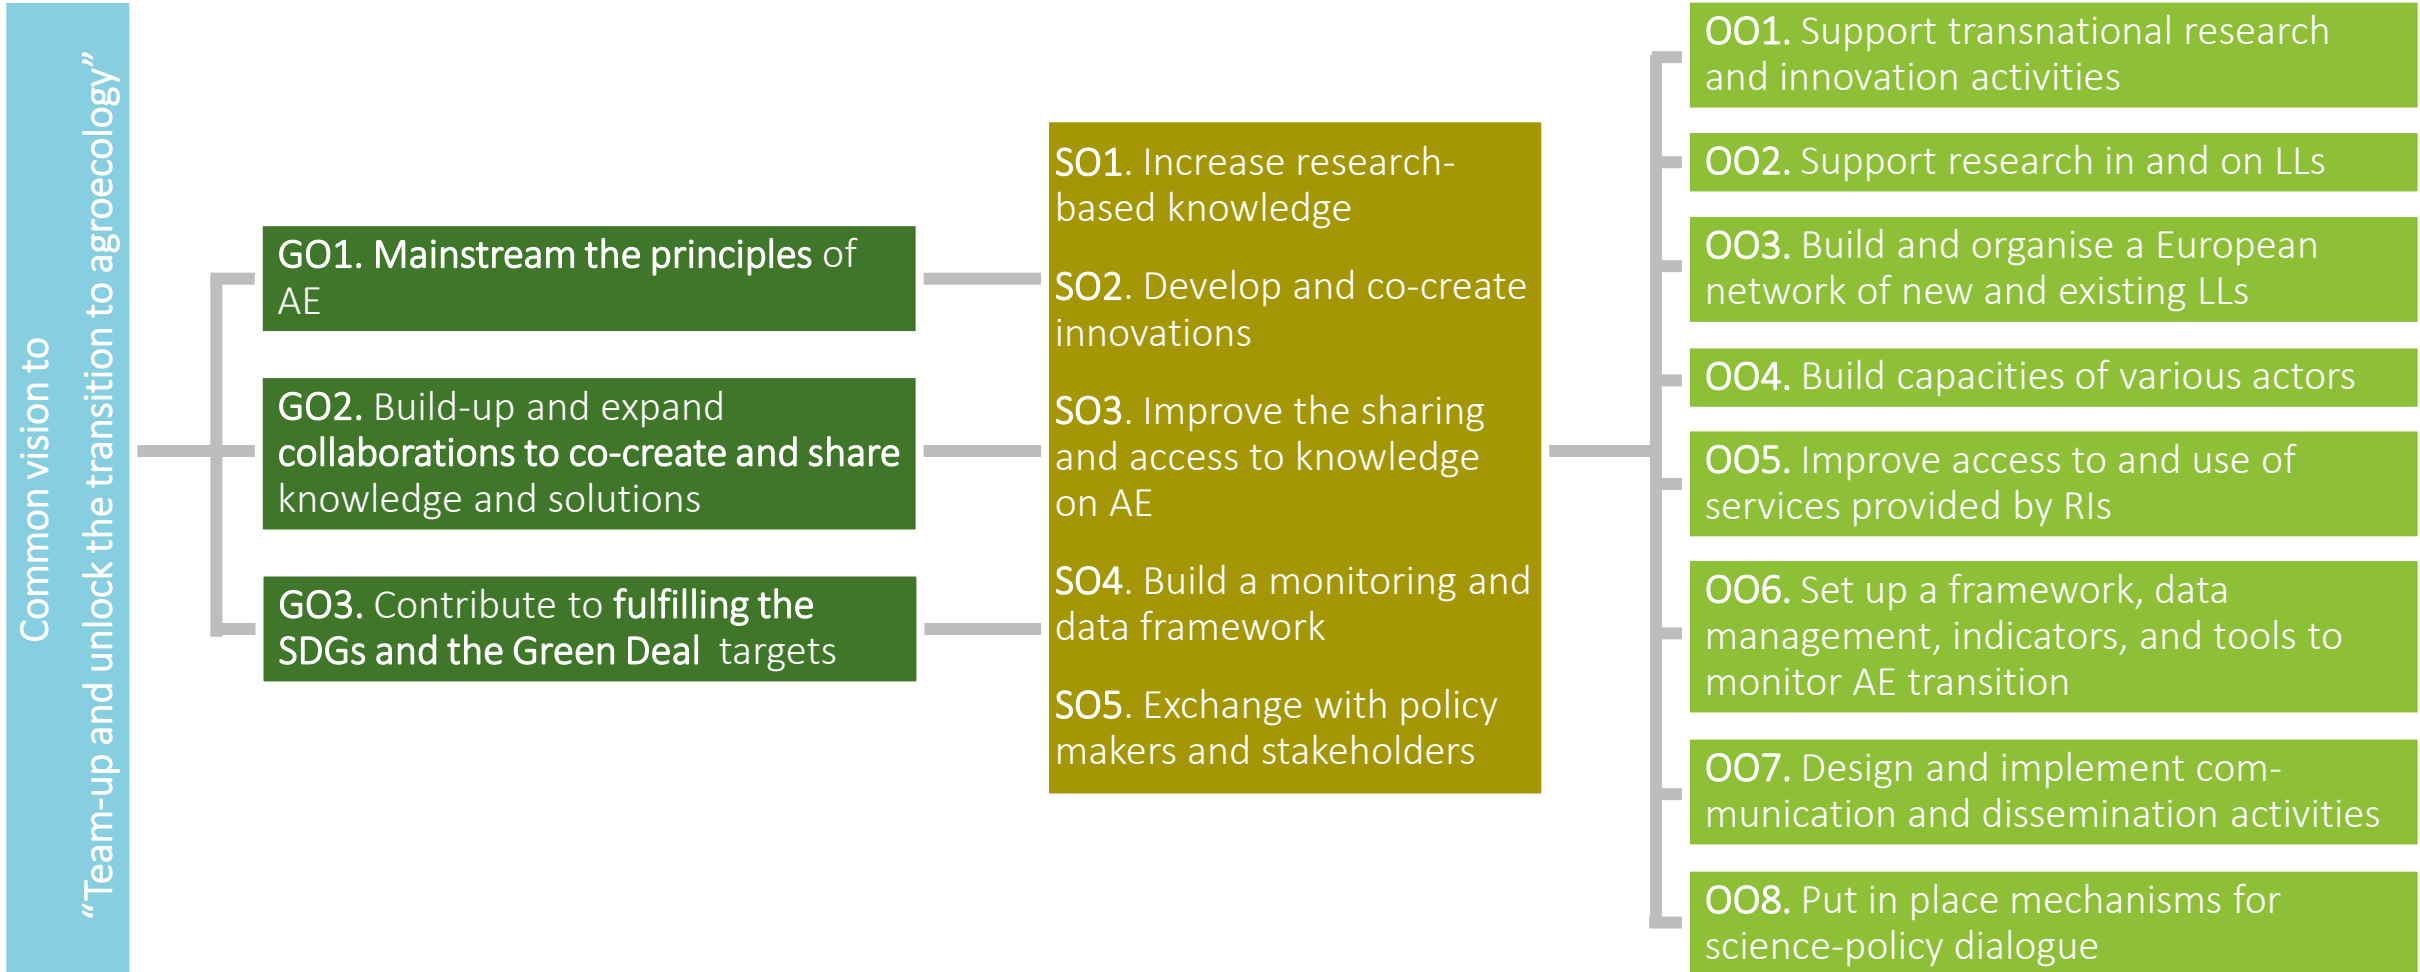 Common vision to
“Team-up and unlock the transition to agroecology”
GO1. Mainstream the principles of
AE
GO2. Build-up and expand
collaborations to co-create and share
knowledge and solutions
GO3. Contribute to fulfilling the
SDGs and the Green Deal targets
SO1. Increase research-
based knowledge
SO2. Develop and co-create
innovations
SO3. Improve the sharing
and access to knowledge
on AE
SO4. Build a monitoring and
data framework
SO5. Exchange with policy
makers and stakeholders
OO1. Support transnational research
and innovation activities
OO2. Support research in and on LLs
OO3. Build and organise a European
network of new and existing LLs
OO4. Build capacities of various actors
OO5. Improve access to and use of
services provided by RIs
OO6. Set up a framework, data
management, indicators, and tools to
monitor AE transition
OO7. Design and implement com-
munication and dissemination activities
OO8. Put in place mechanisms for
science-policy dialogue